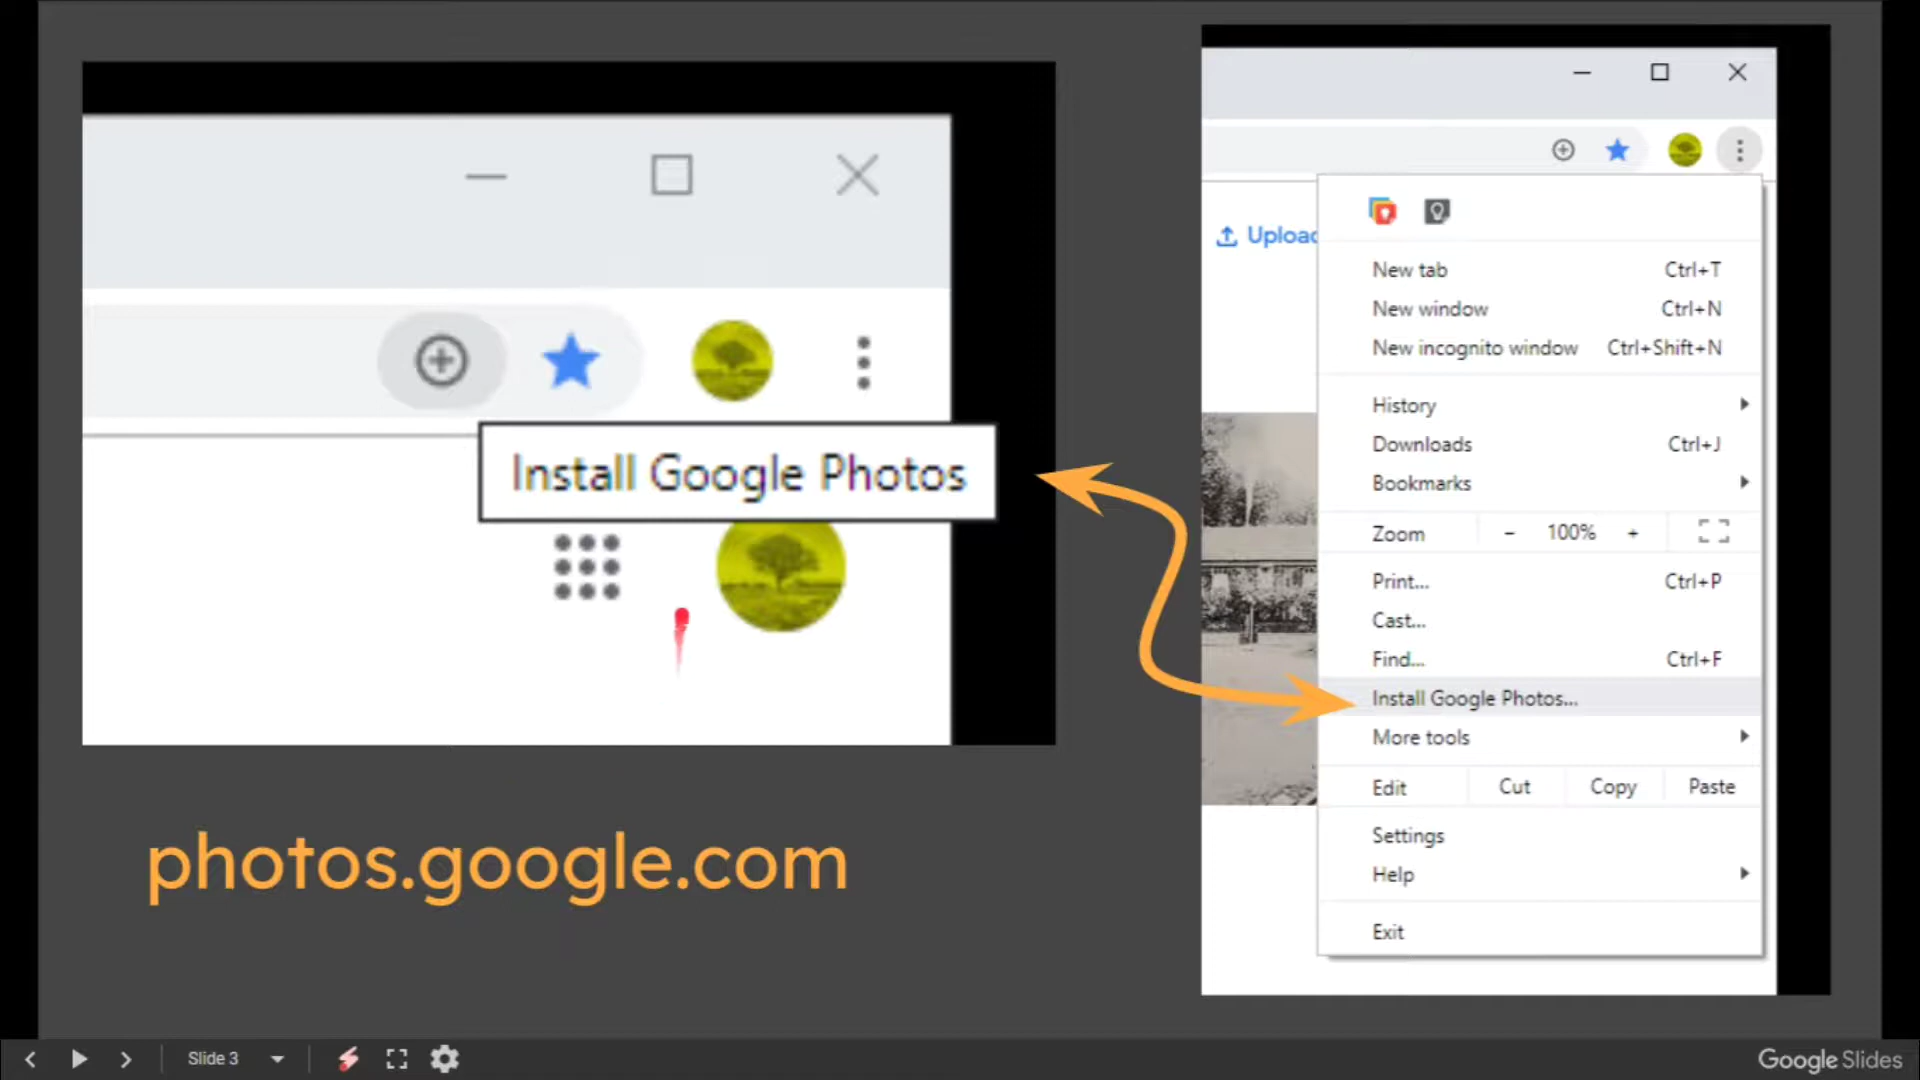 Install Google Photos
photos.google.com
Upload
New tab Ctrl+T
New window Ctrl+N
New incognito window Ctrl+Shift+N
History
Downloads Ctrl+J
Bookmarks
Zoom - 100% +
Print... Ctrl+P
Cast...
Find... Ctrl+F
Install Google Photos...
More tools
Edit Cut Copy Paste
Settings
Help
Exit
Slide 3
Google Slides